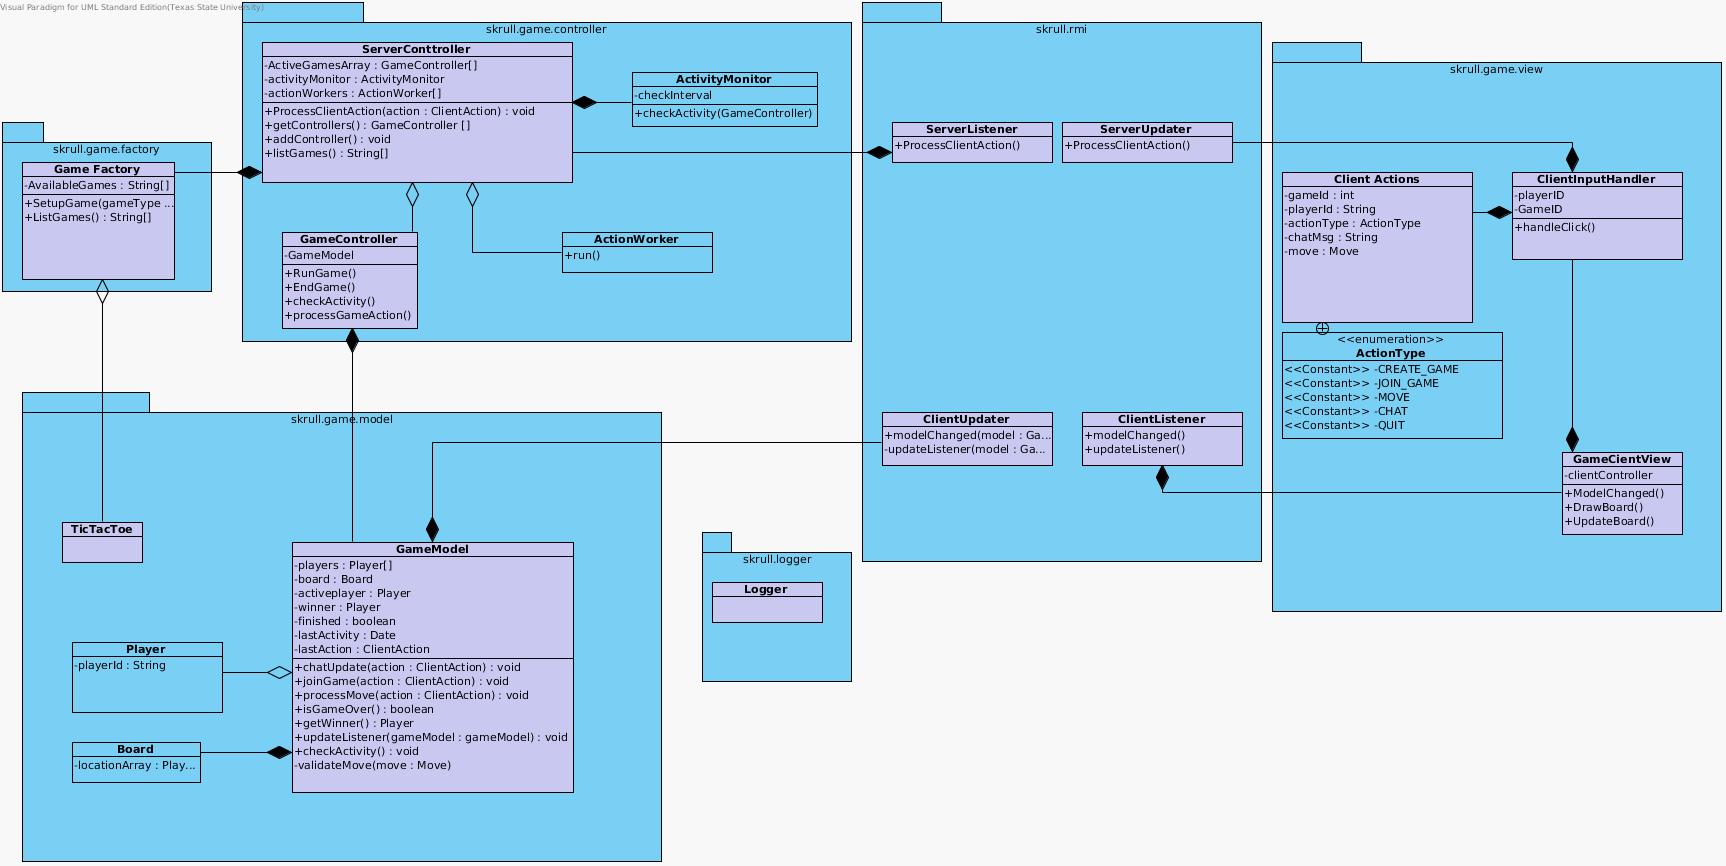 Visual Paradigm for UML Standard Edition(Texas State University)
skrull.game.factory
Game Factory
-AvailableGames : String[]
+SetupGame(gameType ...
+ListGames() : String[]
skrull.game.controller
ServerConttroller
-ActiveGamesArray : GameController[]
-activityMonitor : ActivityMonitor
-actionWorkers : ActionWorker[]
+ProcessClientAction(action : ClientAction) : void
+getControllers() : GameController []
+addController() : void
+listGames() : String[]
ActivityMonitor
-checkInterval
+checkActivity(GameController)
GameController
-GameModel
+RunGame()
+EndGame()
+checkActivity()
+processGameAction()
ActionWorker
+run()
skrull.rmi
ServerListener
+ProcessClientAction()
ServerUpdater
+ProcessClientAction()
ClientUpdater
+modelChanged(model : Ga...
-updateListener(model : Ga...
ClientListener
+modelChanged()
+updateListener()
skrull.game.view
Client Actions
-gameId : int
-playerId : String
-actionType : ActionType
-chatMsg : String
-move : Move
ClientInputHandler
-playerID
-GameID
+handleClick()
<<enumeration>>
ActionType
<<Constant>> -CREATE_GAME
<<Constant>> -JOIN_GAME
<<Constant>> -MOVE
<<Constant>> -CHAT
<<Constant>> -QUIT
GameCientView
-clientController
+ModelChanged()
+DrawBoard()
+UpdateBoard()
skrull.game.model
TicTacToe
GameModel
-players : Player[]
-board : Board
-activeplayer : Player
-winner : Player
-finished : boolean
-lastActivity : Date
-lastAction : ClientAction
+chatUpdate(action : ClientAction) : void
+joinGame(action : ClientAction) : void
+processMove(action : ClientAction) : void
+isGameOver() : boolean
+getWinner() : Player
+updateListener(gameModel : gameModel) : void
+checkActivity() : void
-validateMove(move : Move)
Player
-playerId : String
Board
-locationArray : Play...
skrull.logger
Logger